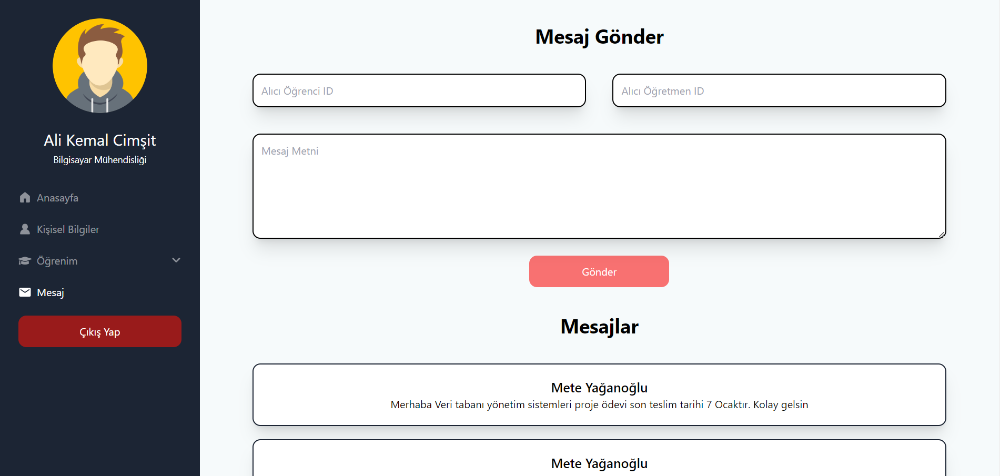 Ali Kemal Cimşit
Bilgisayar Mühendisliği
Anasayfa
Kişisel Bilgiler
Öğrenim
Mesaj
Çıkış Yap
Mesaj Gönder
Alıcı Öğrenci ID
Alıcı Öğretmen ID
Mesaj Metni
Gönder
Mesajlar
Mete Yağanoğlu
Merhaba Veri tabanı yönetim sistemleri proje ödevi son teslim tarihi 7 Ocaktır. Kolay gelsin
Mete Yağanoğlu